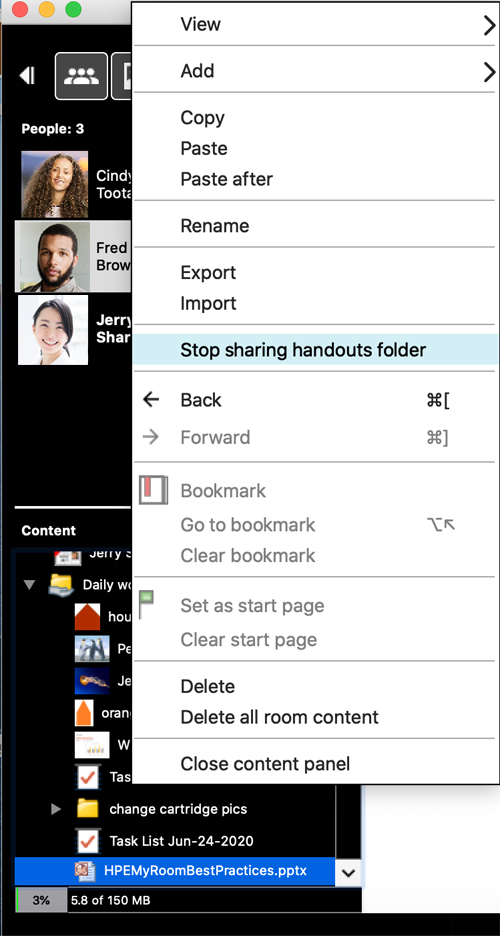 View
Add
Copy
Paste
Paste after
Rename
Export
Import
Stop sharing handouts folder
Back ⌘[
Forward ⌘]
Bookmark
Go to bookmark ⌥↖
Clear bookmark
Set as start page
Clear start page
Delete
Delete all room content
Close content panel
People: 3
Cindy
Toota
Fred
Brow
Jerry
Shar
Content
Jerry S
Daily wo
hou
Pe
Je
oran
W
Tas
change cartridge pics
Task List Jun-24-2020
HPEMyRoomBestPractices.pptx
3% 5.8 of 150 MB